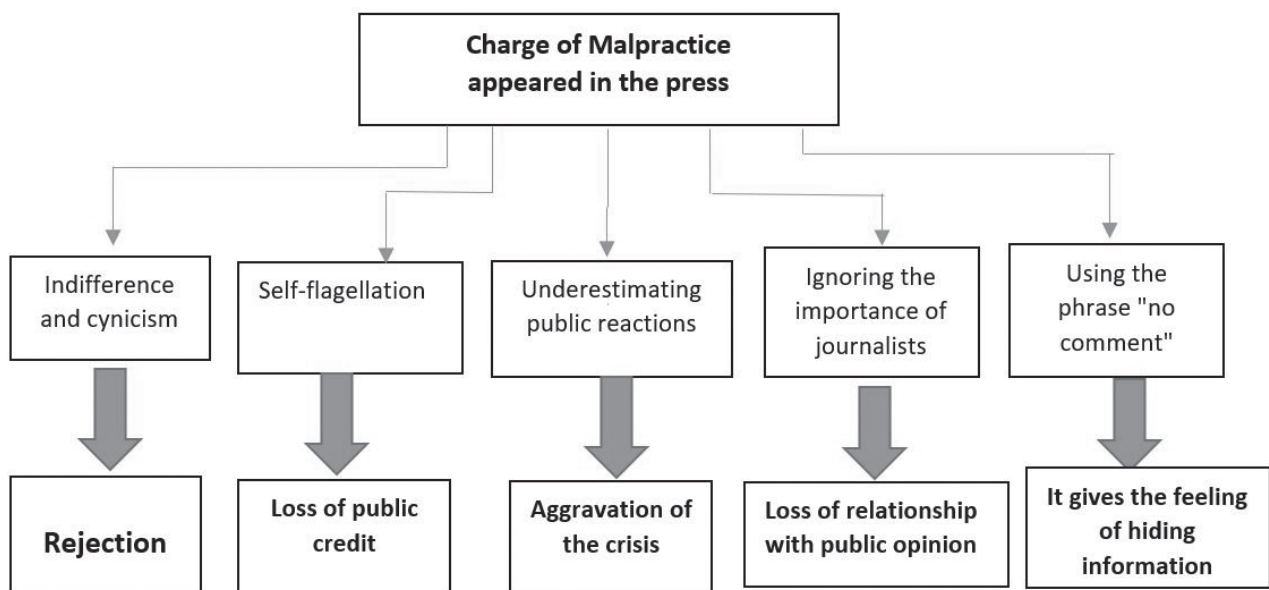 Charge of Malpractice
appeared in the press
Indifference
and cynicism
Self-flagellation
Underestimating
public reactions
Ignoring the
importance of
journalists
Using the
phrase "no
comment"
Rejection
Loss of public
credit
Aggravation of
the crisis
Loss of relationship
with public opinion
It gives the feeling
of hiding
information